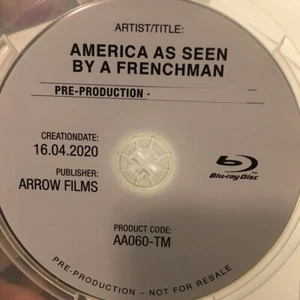 ARTIST/TITLE:
AMERICA AS SEEN
BY A FRENCHMAN
PRE-PRODUCTION -
CREATIONDATE:
16.04.2020
PUBLISHER:
ARROW FILMS
Blu-ray Disc
PRODUCT CODE:
AA060-TM
PRE-PRODUCTION – NOT FOR RESALE